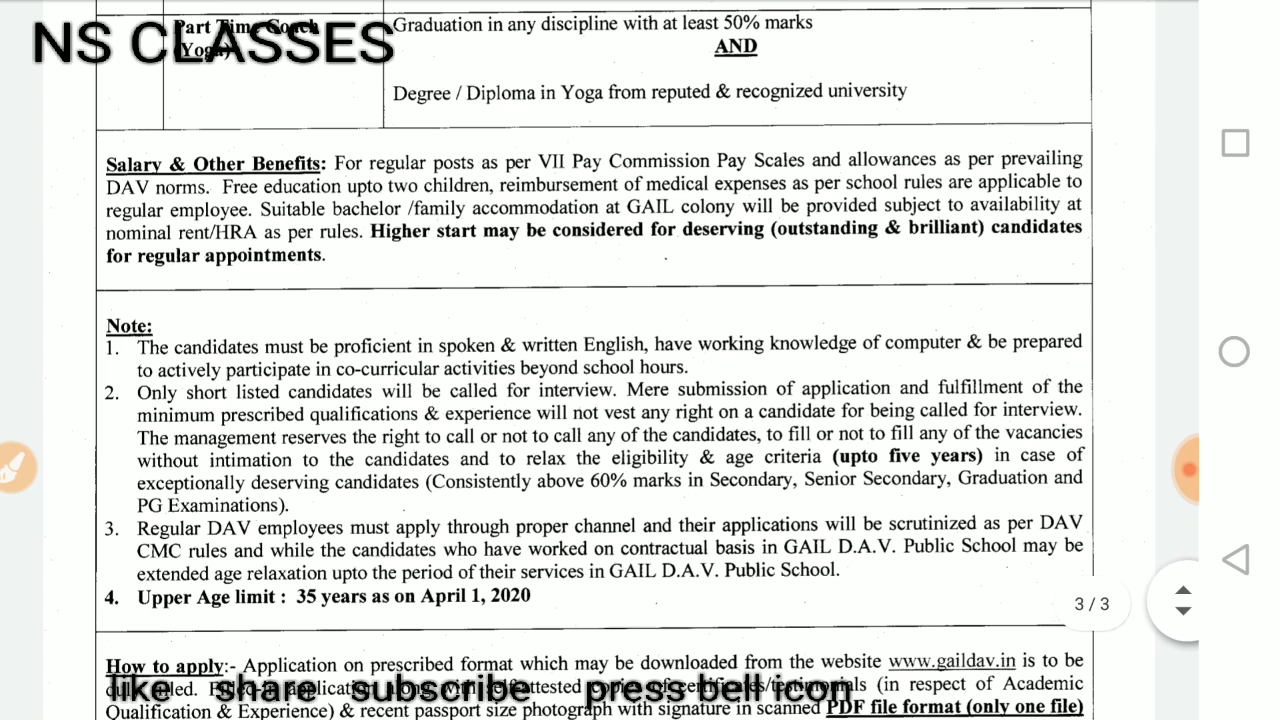 Part Time Coach
(Yoga)
NS CLASSES
Graduation in any discipline with at least 50% marks
AND
Degree / Diploma in Yoga from reputed & recognized university
Salary & Other Benefits: For regular posts as per VII Pay Commission Pay Scales and allowances as per prevailing
DAV norms. Free education upto two children, reimbursement of medical expenses as per school rules are applicable to
regular employee. Suitable bachelor /family accommodation at GAIL colony will be provided subject to availability at
nominal rent/HRA as per rules. Higher start may be considered for deserving (outstanding & brilliant) candidates
for regular appointments.
Note:
1. The candidates must be proficient in spoken & written English, have working knowledge of computer & be prepared
to actively participate in co-curricular activities beyond school hours.
2. Only short listed candidates will be called for interview. Mere submission of application and fulfillment of the
minimum prescribed qualifications & experience will not vest any right on a candidate for being called for interview.
The management reserves the right to call or not to call any of the candidates, to fill or not to fill any of the vacancies
without intimation to the candidates and to relax the eligibility & age criteria (upto five years) in case of
exceptionally deserving candidates (Consistently above 60% marks in Secondary, Senior Secondary, Graduation and
PG Examinations).
3. Regular DAV employees must apply through proper channel and their applications will be scrutinized as per DAV
CMC rules and while the candidates who have worked on contractual basis in GAIL D.A.V. Public School may be
extended age relaxation upto the period of their services in GAIL D.A.V. Public School.
4. Upper Age limit : 35 years as on April 1, 2020
3 / 3
How to apply:- Application on prescribed format which may be downloaded from the website www.gaildav.in is to be
(in respect of Academic
like share subscribe press bell icon
Qualification & Experience) & recent passport size photograph with signature in scanned PDF file format (only one file)